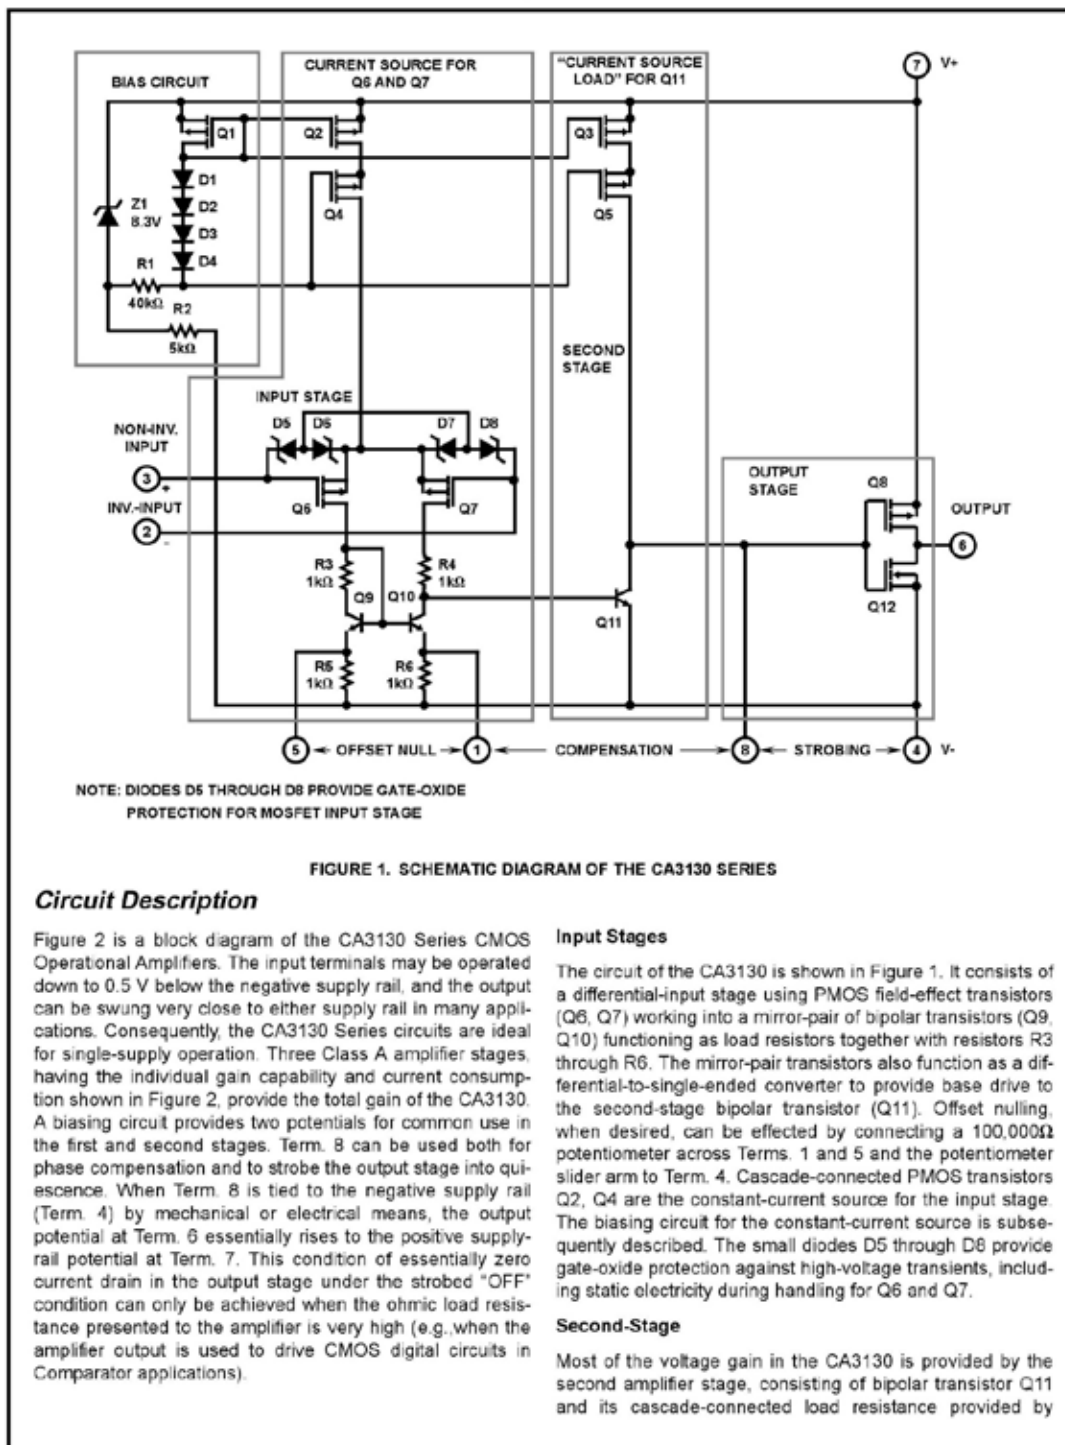 CURRENT SOURCE FOR
Q6 AND Q7
"CURRENT SOURCE
LOAD" FOR Q11
7 V+
BIAS CIRCUIT
Q1
Q2
Q3
D1
D2
D3
D4
Z1
8.3V
Q4
Q5
R1
40kΩ
R2
5kΩ
SECOND
STAGE
INPUT STAGE
D5 D6 D7 D8
NON-INV.
INPUT
3 +
INV.-INPUT
2 -
Q6
Q7
OUTPUT
STAGE
Q8
OUTPUT
6
R3
1kΩ
R4
1kΩ
Q9 Q10
Q11
Q12
R5
1kΩ
R6
1kΩ
5 OFFSET NULL 1 COMPENSATION 8 STROBING 4 V-
NOTE: DIODES D5 THROUGH D8 PROVIDE GATE-OXIDE
PROTECTION FOR MOSFET INPUT STAGE
FIGURE 1. SCHEMATIC DIAGRAM OF THE CA3130 SERIES
Circuit Description
Figure 2 is a block diagram of the CA3130 Series CMOS
Operational Amplifiers. The input terminals may be operated
down to 0.5 V below the negative supply rail, and the output
can be swung very close to either supply rail in many appli-
cations. Consequently, the CA3130 Series circuits are ideal
for single-supply operation. Three Class A amplifier stages,
having the individual gain capability and current consump-
tion shown in Figure 2, provide the total gain of the CA3130.
A biasing circuit provides two potentials for common use in
the first and second stages. Term. 8 can be used both for
phase compensation and to strobe the output stage into qui-
escence. When Term. 8 is tied to the negative supply rail
(Term. 4) by mechanical or electrical means, the output
potential at Term. 6 essentially rises to the positive supply-
rail potential at Term. 7. This condition of essentially zero
current drain in the output stage under the strobed "OFF"
condition can only be achieved when the ohmic load resis-
tance presented to the amplifier is very high (e.g.,when the
amplifier output is used to drive CMOS digital circuits in
Comparator applications).
Input Stages
The circuit of the CA3130 is shown in Figure 1. It consists of
a differential-input stage using PMOS field-effect transistors
(Q6, Q7) working into a mirror-pair of bipolar transistors (Q9,
Q10) functioning as load resistors together with resistors R3
through R6. The mirror-pair transistors also function as a dif-
ferential-to-single-ended converter to provide base drive to
the second-stage bipolar transistor (Q11). Offset nulling,
when desired, can be effected by connecting a 100,000Ω
potentiometer across Terms. 1 and 5 and the potentiometer
slider arm to Term. 4. Cascade-connected PMOS transistors
Q2, Q4 are the constant-current source for the input stage.
The biasing circuit for the constant-current source is subse-
quently described. The small diodes D5 through D8 provide
gate-oxide protection against high-voltage transients, includ-
ing static electricity during handling for Q6 and Q7.
Second-Stage
Most of the voltage gain in the CA3130 is provided by the
second amplifier stage, consisting of bipolar transistor Q11
and its cascade-connected load resistance provided by